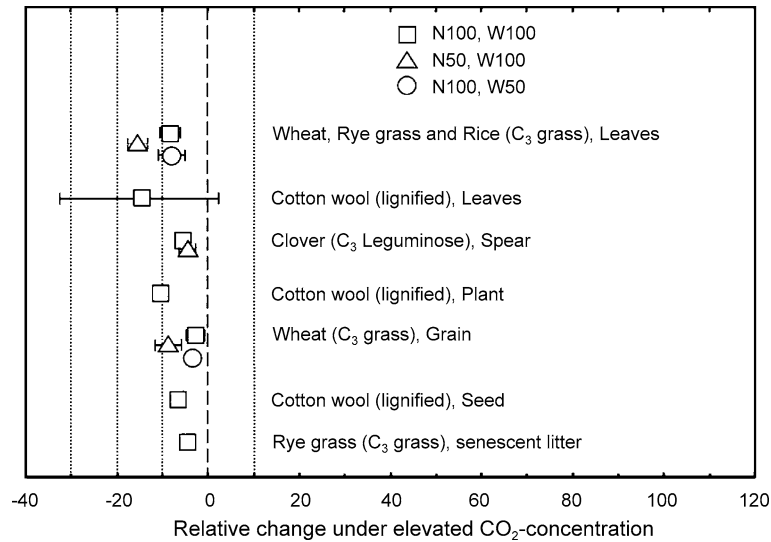 N100, W100
N50, W100
N100, W50
Wheat, Rye grass and Rice (C₃ grass), Leaves
Cotton wool (lignified), Leaves
Clover (C₃ Leguminose), Spear
Cotton wool (lignified), Plant
Wheat (C₃ grass), Grain
Cotton wool (lignified), Seed
Rye grass (C₃ grass), senescent litter
-40 -20 0 20 40 60 80 100 120
Relative change under elevated CO₂-concentration